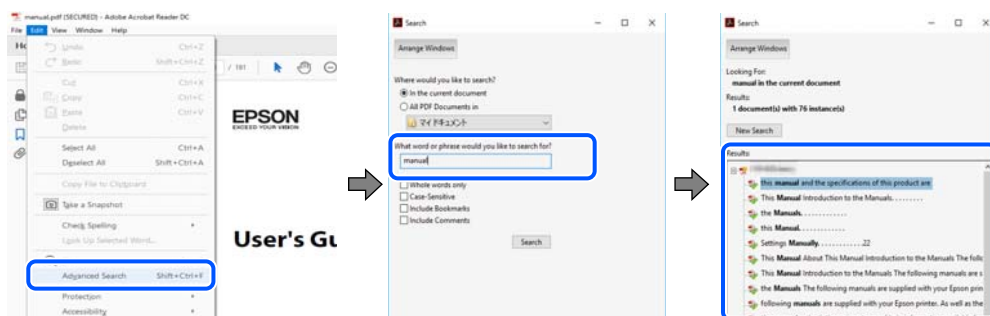 manual.pdf (SECURED) - Adobe Acrobat Reader DC
File Edit View Window Help
Undo Ctrl+Z
Redo Shift+Ctrl+Z
Cut Ctrl+X
Copy Ctrl+C
Paste Ctrl+V
Delete
Select All Ctrl+A
Deselect All Shift+Ctrl+A
Copy File to Clipboard
Take a Snapshot
Check Spelling
Look Up Selected Word...
Advanced Search Shift+Ctrl+F
Protection
Accessibility
/ 191
EPSON
EXCEED YOUR VISION
User's Gu
Search
Arrange Windows
Where would you like to search?
In the current document
All PDF Documents in
マイ ドキュメント
What word or phrase would you like to search for?
manual
Whole words only
Case-Sensitive
Include Bookmarks
Include Comments
Search
Search
Arrange Windows
Looking For:
manual in the current document
Results:
1 document(s) with 76 instance(s)
New Search
Results:
this manual and the specifications of this product are
This Manual Introduction to the Manuals. . . . . . . . .
the Manuals. . . . . . . . . . . . .
this Manual. . . . . . . . . . . . .
Settings Manually. . . . . . . . . . . . .22
This Manual About This Manual Introduction to the Manuals The follo
This Manual Introduction to the Manuals The following manuals are s
the Manuals The following manuals are supplied with your Epson prin
following manuals are supplied with your Epson printer. As well as the